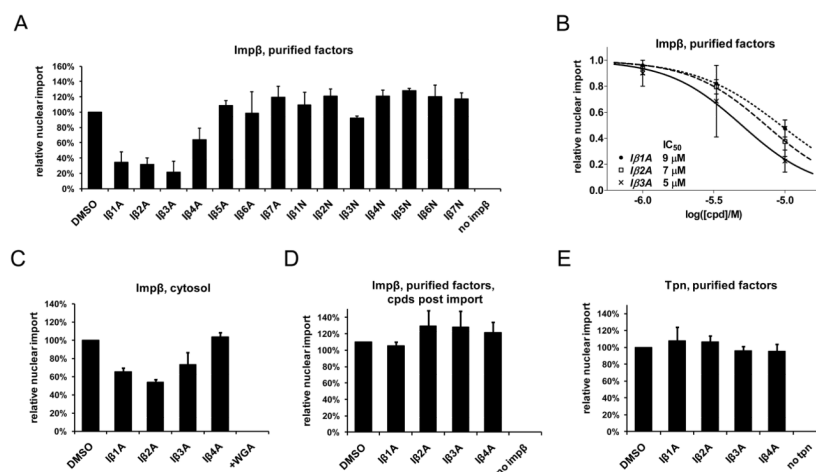 A
Impβ, purified factors
relative nuclear import
160%
140%
120%
100%
80%
60%
40%
20%
0%
DMSO
Iβ1A
Iβ2A
Iβ3A
Iβ4A
Iβ5A
Iβ6A
Iβ7A
Iβ1N
Iβ2N
Iβ3N
Iβ4N
Iβ5N
Iβ6N
Iβ7N
no impβ
B
Impβ, purified factors
relative nuclear import
1.0
0.8
0.6
0.4
0.2
0.0
IC50
Iβ1A 9 μM
Iβ2A 7 μM
Iβ3A 5 μM
-6.0
-5.5
-5.0
log([cpd]/M)
C
Impβ, cytosol
relative nuclear import
140%
120%
100%
80%
60%
40%
20%
0%
DMSO
Iβ1A
Iβ2A
Iβ3A
Iβ4A
+WGA
D
Impβ, purified factors,
cpds post import
relative nuclear import
140%
120%
100%
80%
60%
40%
20%
0%
DMSO
Iβ1A
Iβ2A
Iβ3A
Iβ4A
no impβ
E
Tpn, purified factors
relative nuclear import
140%
120%
100%
80%
60%
40%
20%
0%
DMSO
Iβ1A
Iβ2A
Iβ3A
Iβ4A
no tpn